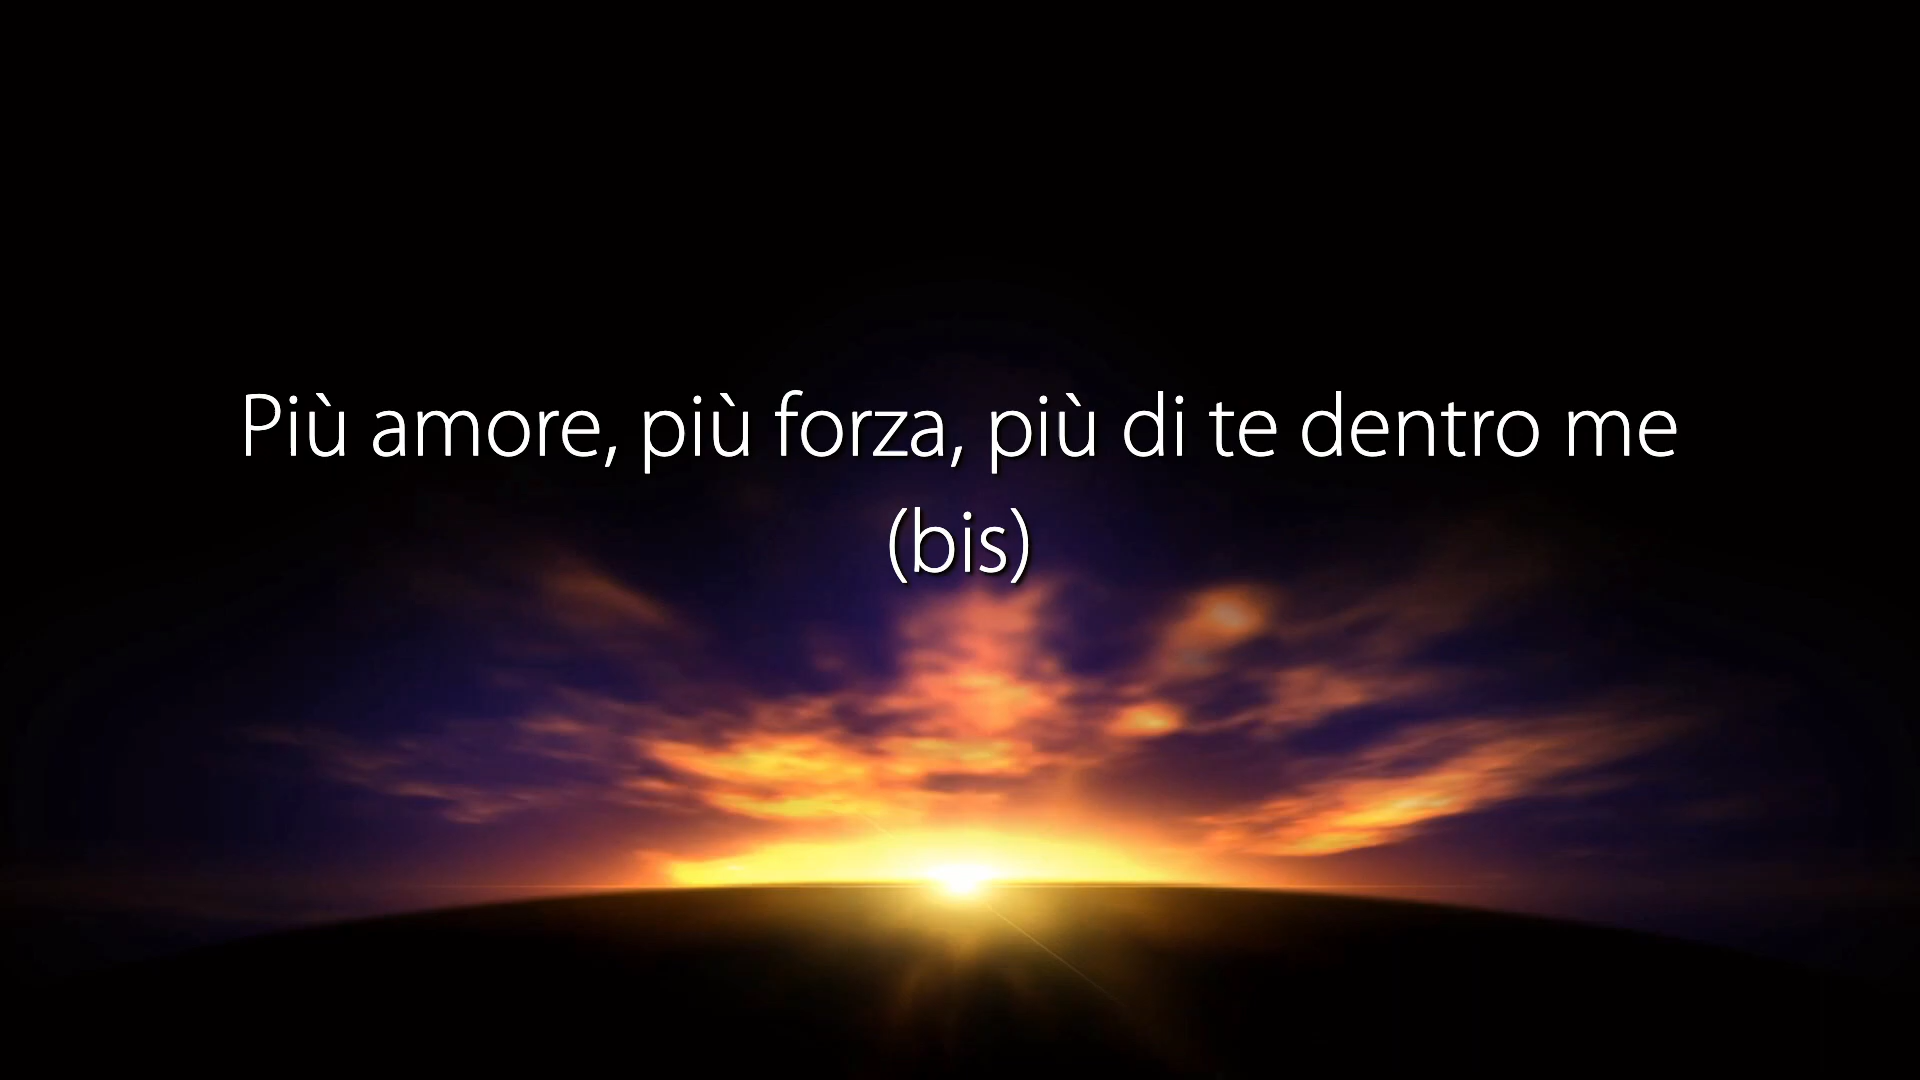 Più amore, più forza, più di te dentro me
(bis)